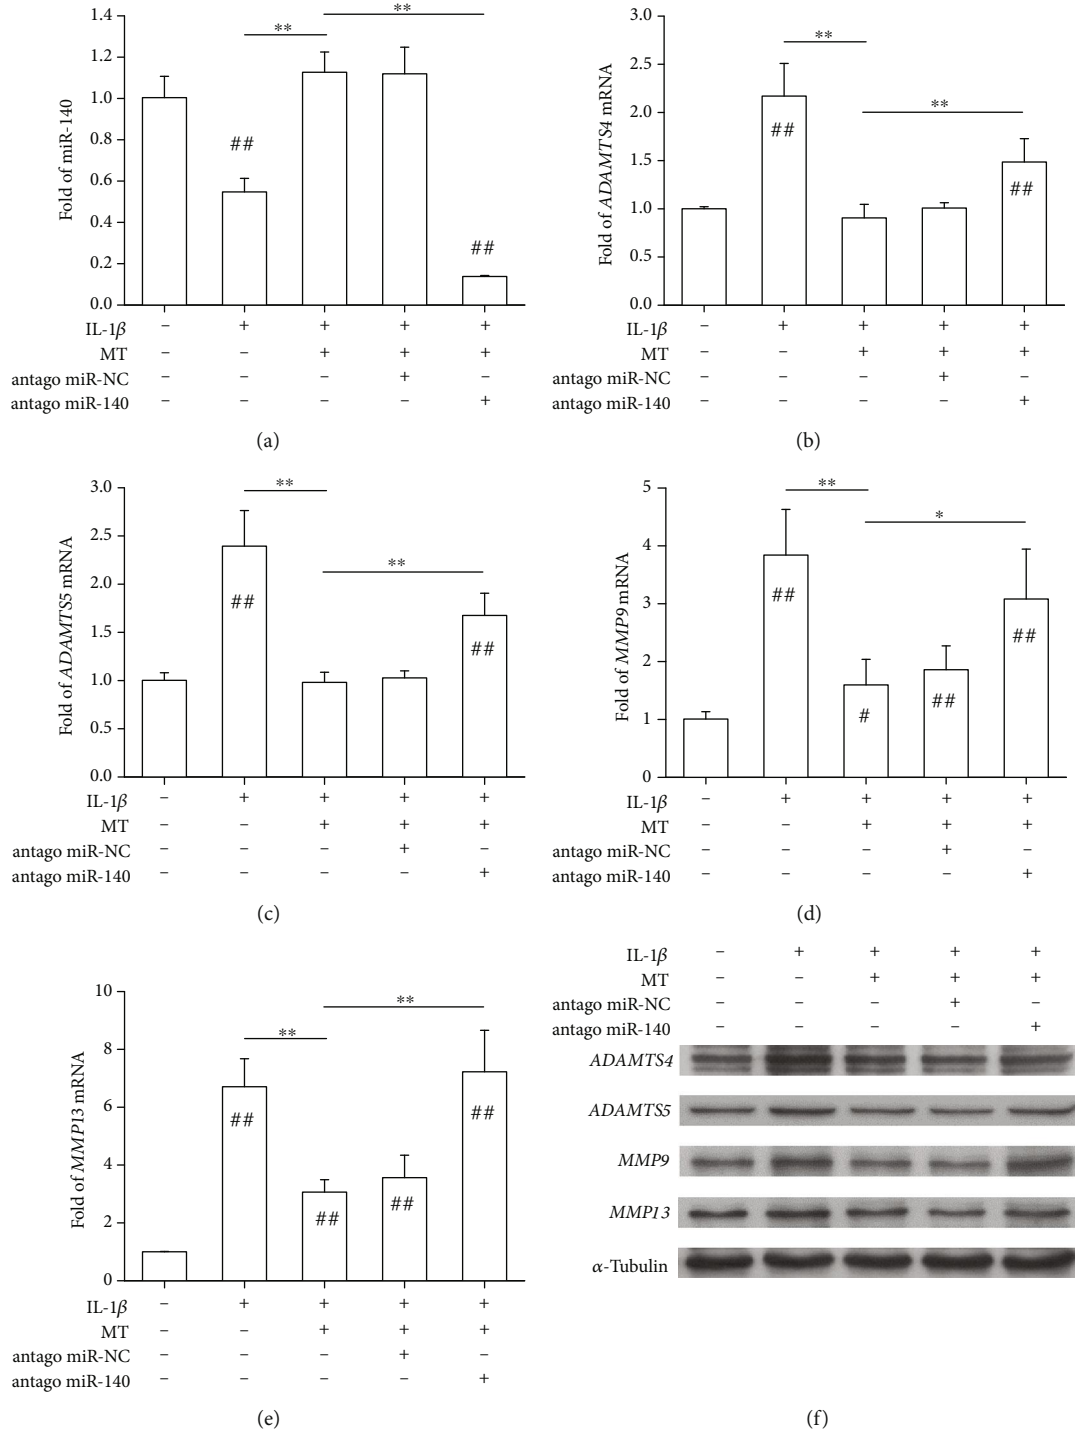 **
**
1.4
1.2
1.0
0.8
0.6
0.4
0.2
0.0
Fold of miR-140
##
##
IL-1β – + + + +
MT – – + + +
antago miR-NC – – – + –
antago miR-140 – – – – +
(a)
**
**
3.0
2.5
2.0
1.5
1.0
0.5
0.0
Fold of ADAMTS4 mRNA
##
##
IL-1β – + + + +
MT – – + + +
antago miR-NC – – – + –
antago miR-140 – – – – +
(b)
**
**
3.0
2.5
2.0
1.5
1.0
0.5
0.0
Fold of ADAMTS5 mRNA
##
##
IL-1β – + + + +
MT – – + + +
antago miR-NC – – – + –
antago miR-140 – – – – +
(c)
**
*
5
4
3
2
1
0
Fold of MMP9 mRNA
##
#
##
##
IL-1β – + + + +
MT – – + + +
antago miR-NC – – – + –
antago miR-140 – – – – +
(d)
**
**
10
8
6
4
2
0
Fold of MMP13 mRNA
##
##
##
##
IL-1β – + + + +
MT – – + + +
antago miR-NC – – – + –
antago miR-140 – – – – +
(e)
IL-1β – + + + +
MT – – + + +
antago miR-NC – – – + –
antago miR-140 – – – – +
ADAMTS4
ADAMTS5
MMP9
MMP13
α-Tubulin
(f)